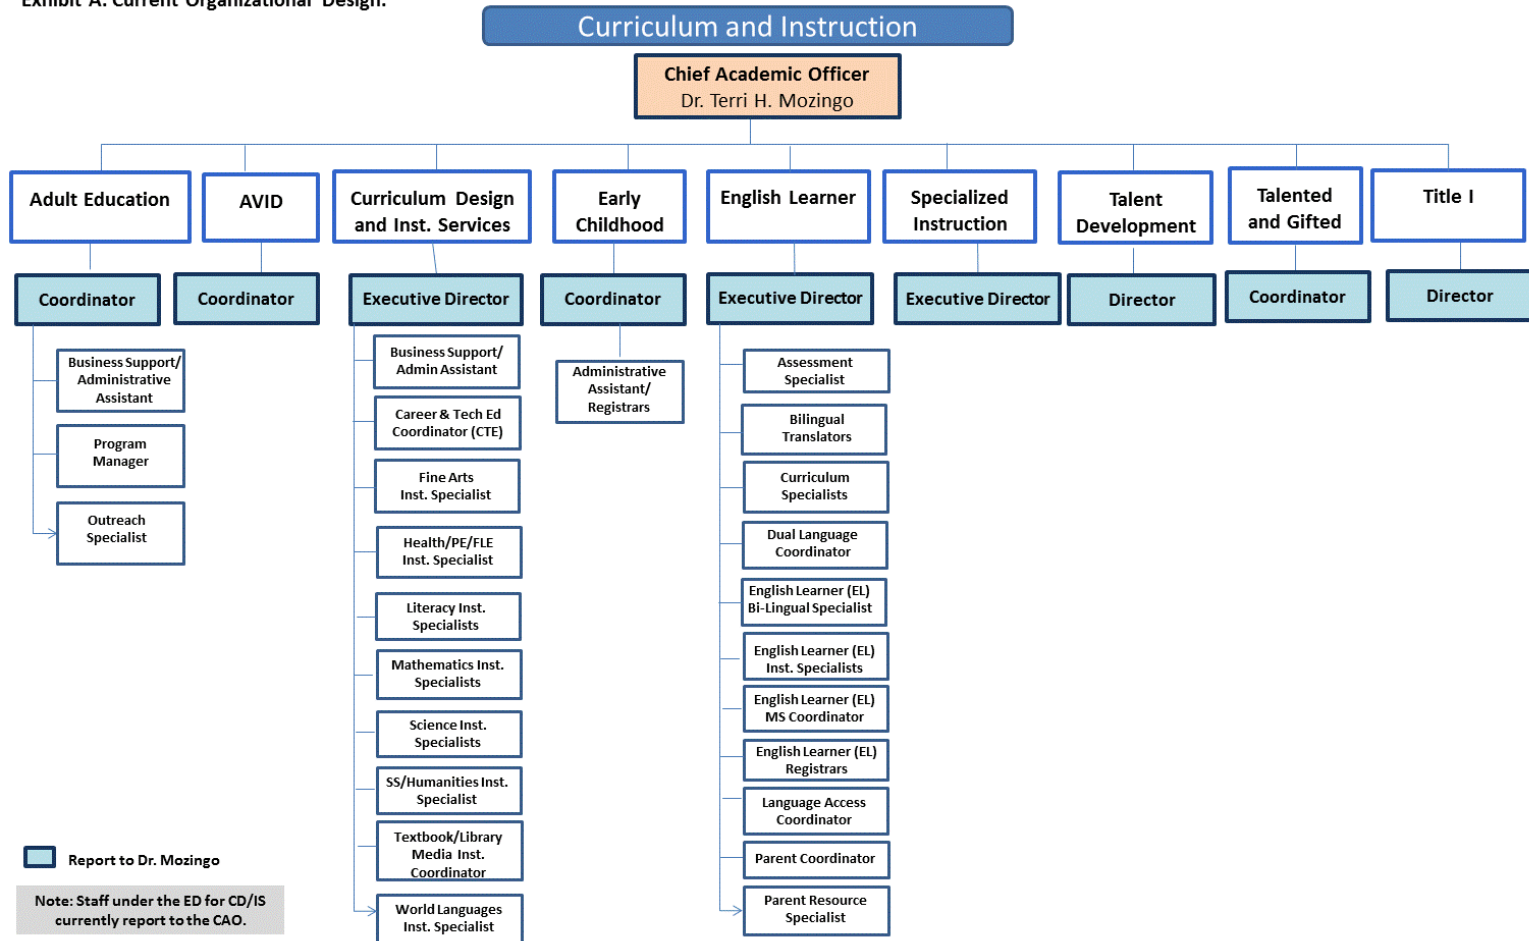 Exhibit A: Current Organizational Design:
Curriculum and Instruction
Chief Academic Officer
Dr. Terri H. Mozingo
Adult Education
AVID
Curriculum Design
and Inst. Services
Early
Childhood
English Learner
Specialized
Instruction
Talent
Development
Talented
and Gifted
Title I
Coordinator
Coordinator
Executive Director
Coordinator
Executive Director
Executive Director
Director
Coordinator
Director
Business Support/
Administrative
Assistant
Program
Manager
Outreach
Specialist
Business Support/
Admin Assistant
Career & Tech Ed
Coordinator (CTE)
Fine Arts
Inst. Specialist
Health/PE/FLE
Inst. Specialist
Literacy Inst.
Specialists
Mathematics Inst.
Specialists
Science Inst.
Specialists
SS/Humanities Inst.
Specialist
Textbook/Library
Media Inst.
Coordinator
World Languages
Inst. Specialist
Administrative
Assistant/
Registrars
Assessment
Specialist
Bilingual
Translators
Curriculum
Specialists
Dual Language
Coordinator
English Learner (EL)
Bi-Lingual Specialist
English Learner (EL)
Inst. Specialists
English Learner (EL)
MS Coordinator
English Learner (EL)
Registrars
Language Access
Coordinator
Parent Coordinator
Parent Resource
Specialist
Report to Dr. Mozingo
Note: Staff under the ED for CD/IS
currently report to the CAO.